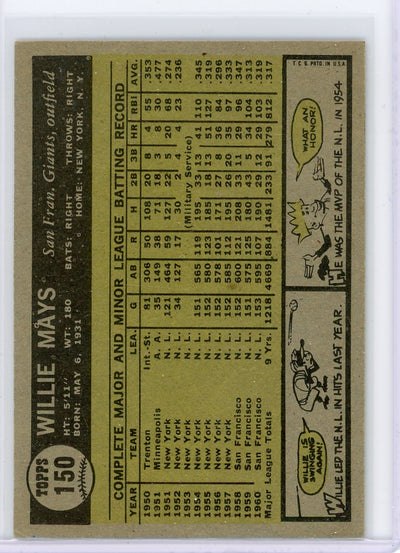 TOPPS
150
WILLIE MAYS San Fran. Giants, outfield
HT: 5'11" WT: 180 BATS: RIGHT THROWS: RIGHT
BORN: MAY 6, 1931 HOME: NEW YORK, N.Y.
COMPLETE MAJOR AND MINOR LEAGUE BATTING RECORD
YEAR TEAM LEA. G AB R H 2B 3B HR RBI AVG.
1950 Trenton Int.-St. 81 306 50 108 20 8 4 55 .353
1951 Minneapolis A. A. 35 149 38 71 18 3 8 30 .477
1951 New York N. L. 121 464 59 127 22 5 20 68 .274
1952 New York N. L. 34 127 17 30 2 4 4 23 .236
1953 New York N. L. (Military Service)
1954 New York N. L. 151 565 119 195 33 13 41 110 .345
1955 New York N. L. 152 580 123 185 18 13 51 127 .319
1956 New York N. L. 152 578 101 171 27 8 36 84 .296
1957 New York N. L. 152 585 112 195 26 20 35 97 .333
1958 San Francisco N. L. 152 600 121 208 33 11 29 96 .347
1959 San Francisco N. L. 151 575 125 180 43 5 34 104 .313
1960 San Francisco N. L. 153 595 107 190 29 12 29 103 .319
Major League Totals 9 Yrs. 1218 4669 884 1481 233 91 279 812 .317
WILLIE IS SWINGING AGAIN!
WILLIE LED THE N.L. IN HITS LAST YEAR.
WHAT AN HONOR!
HE WAS THE MVP OF THE N.L. IN 1954
T.C.G. PRTD. IN U.S.A.